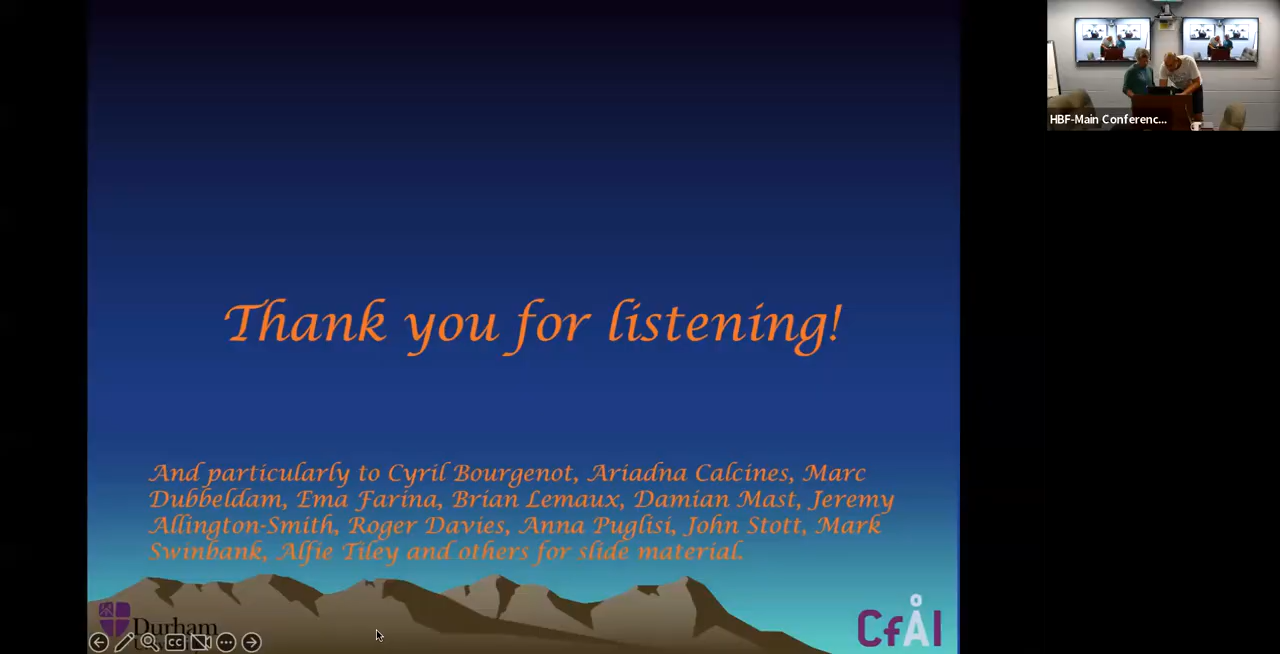 HBF-Main Conferenc...
Thank you for listening!
And particularly to Cyril Bourgenot, Ariadna Calcines, Marc
Dubbeldam, Ema Farina, Brian Lemaux, Damian Mast, Jeremy
Allington-Smith, Roger Davies, Anna Puglisi, John Stott, Mark
Swinbank, Alfie Tiley and others for slide material.
Durham
CC
CfAI